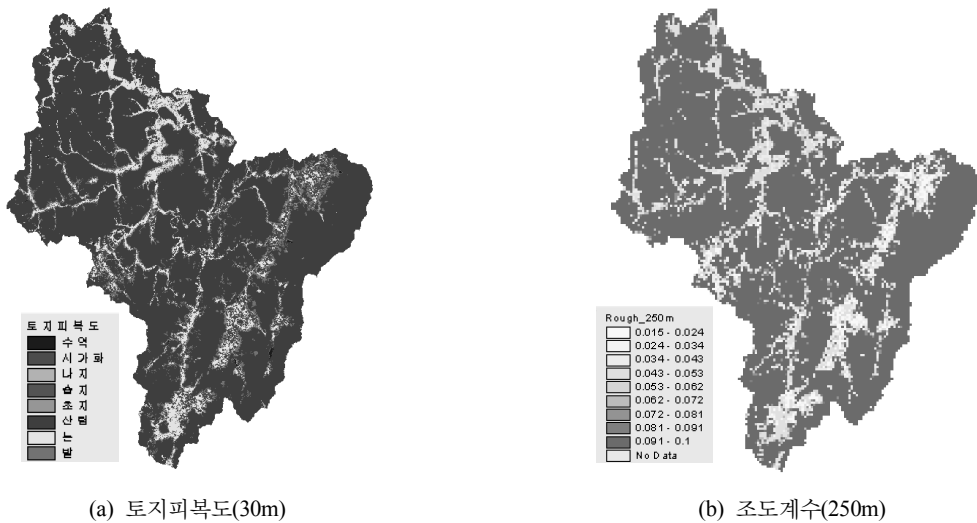 토지피복도
수역
시가화
나지
습지
초지
산림
논
밭
Rough_250m
0.015 - 0.024
0.024 - 0.034
0.034 - 0.043
0.043 - 0.053
0.053 - 0.062
0.062 - 0.072
0.072 - 0.081
0.081 - 0.091
0.091 - 0.1
No Data
(a) 토지피복도(30m)
(b) 조도계수(250m)